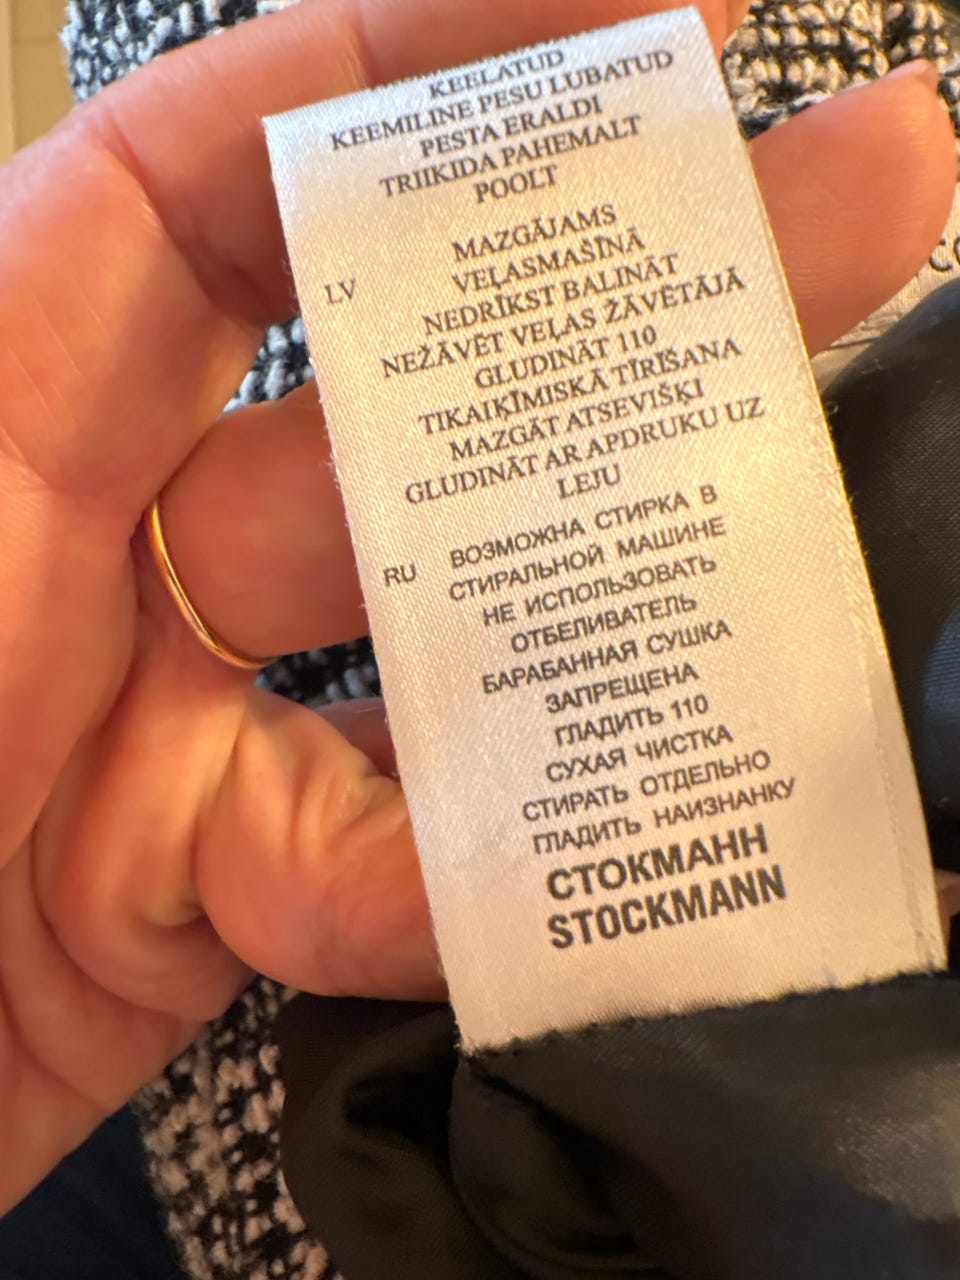 KEELATUD
KEEMILINE PESU LUBATUD
PESTA ERALDI
TRIIKIDA PAHEMALT
POOLT
LV MAZGĀJAMS
VEĻASMAŠĪNĀ
NEDRĪKST BALINĀT
NEŽĀVĒT VEĻAS ŽĀVĒTĀJĀ
GLUDINĀT 110
TIKAIĶĪMISKĀ TĪRĪŠANA
MAZGĀT ATSEVIŠĶI
GLUDINĀT AR APDRUKU UZ
LEJU
RU ВОЗМОЖНА СТИРКА В
СТИРАЛЬНОЙ МАШИНЕ
НЕ ИСПОЛЬЗОВАТЬ
ОТБЕЛИВАТЕЛЬ
БАРАБАННАЯ СУШКА
ЗАПРЕЩЕНА
ГЛАДИТЬ 110
СУХАЯ ЧИСТКА
СТИРАТЬ ОТДЕЛЬНО
ГЛАДИТЬ НАИЗНАНКУ
СТОКМАНН
STOCKMANN